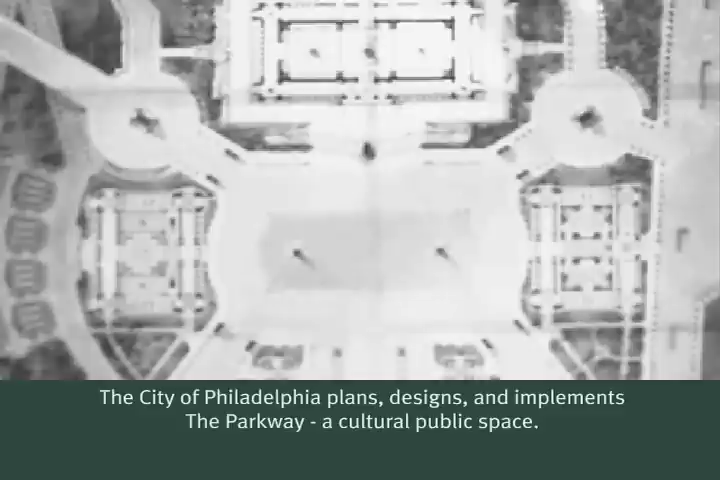 The City of Philadelphia plans, designs, and implements
The Parkway - a cultural public space.